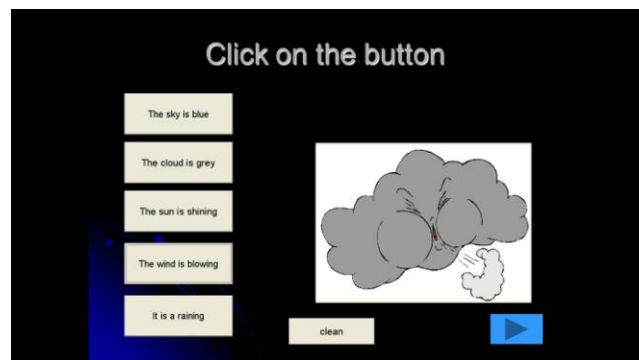 Click on the button
The sky is blue
The cloud is grey
The sun is shining
The wind is blowing
It is a raining
clean